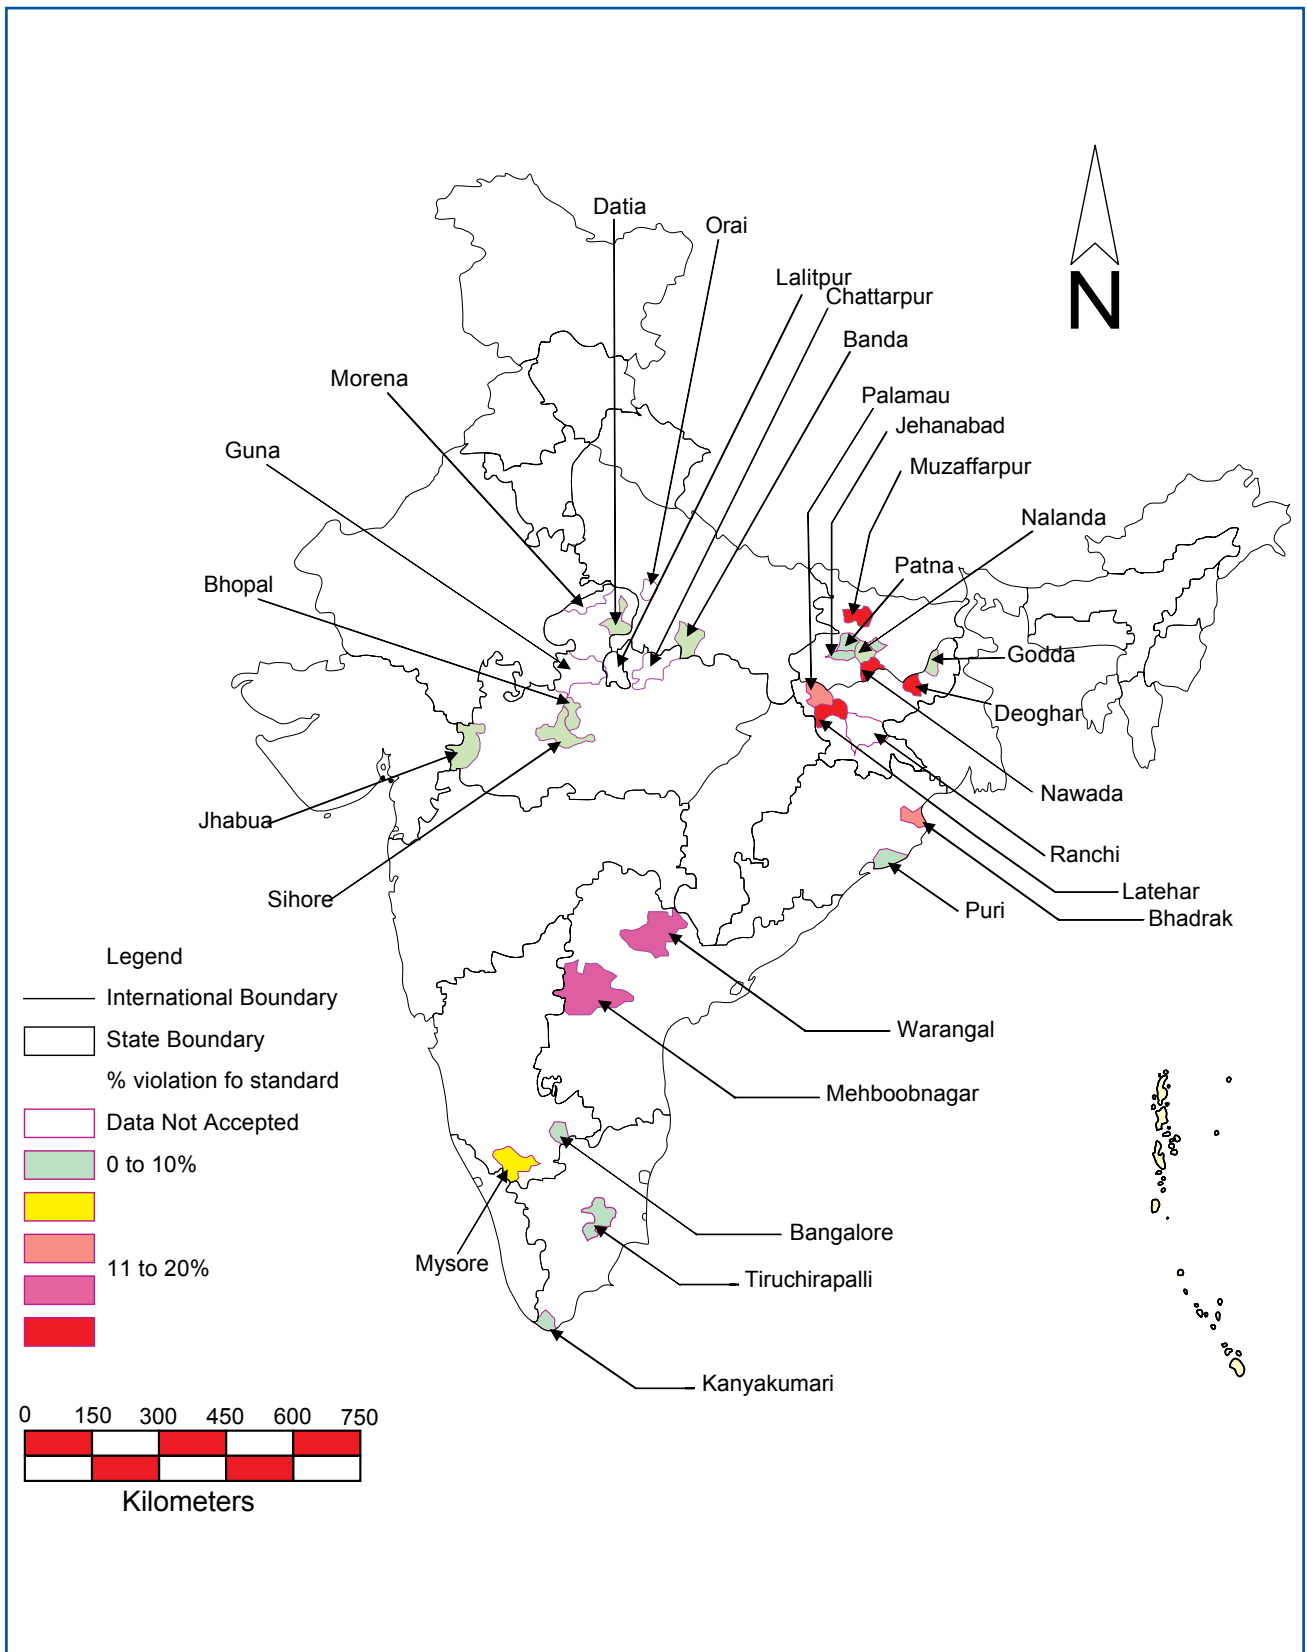 Datia
Orai
Lalitpur
Chattarpur
Banda
Morena
Palamau
Jehanabad
Guna
Muzaffarpur
Nalanda
Patna
Bhopal
Godda
Deoghar
Nawada
Jhabua
Ranchi
Latehar
Sihore
Puri
Bhadrak
N
Warangal
Mehboobnagar
Bangalore
Mysore
Tiruchirapalli
Kanyakumari
Legend
International Boundary
State Boundary
% violation fo standard
Data Not Accepted
0 to 10%
11 to 20%
0 150 300 450 600 750
Kilometers